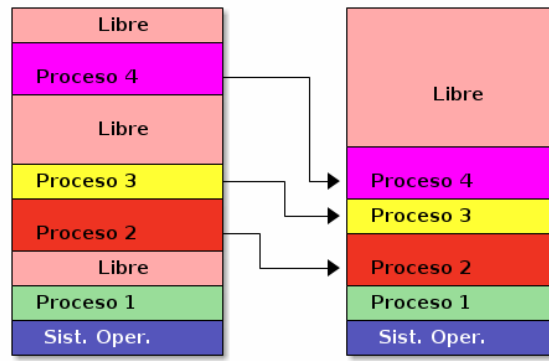 Libre
Proceso 4
Libre
Proceso 3
Proceso 2
Libre
Proceso 1
Sist. Oper.
Libre
Proceso 4
Proceso 3
Proceso 2
Proceso 1
Sist. Oper.